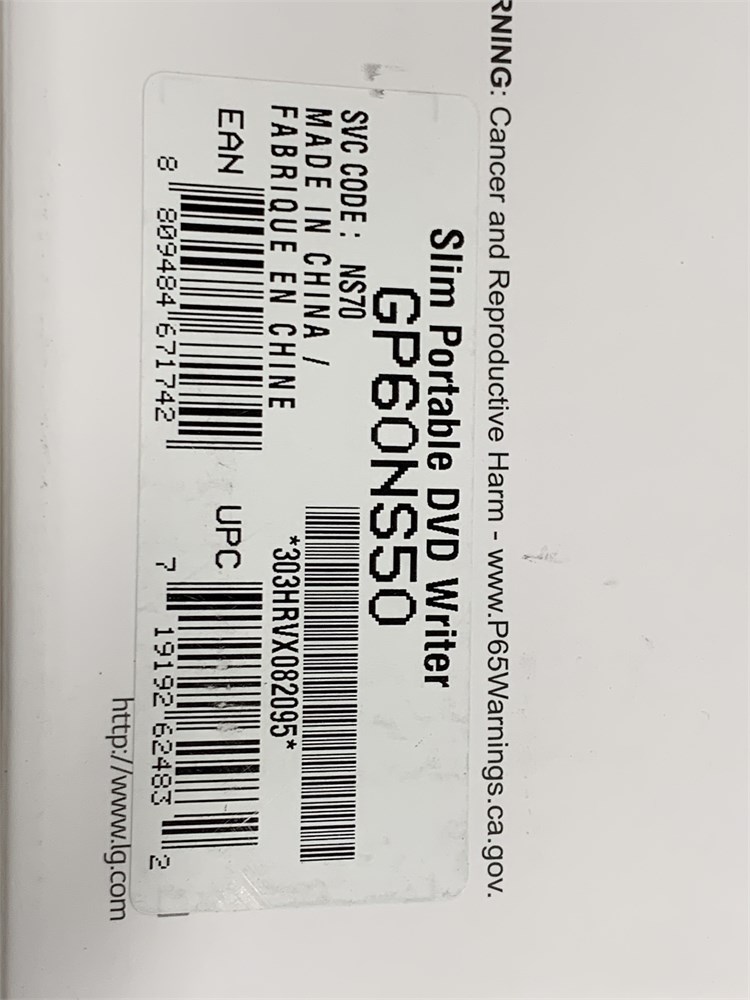 RNING: Cancer and Reproductive Harm - www.P65Warnings.ca.gov.
Slim Portable DVD Writer
GP60NS50
SVC CODE: NS70
MADE IN CHINA /
FABRIQUE EN CHINE
*303HRVX082095*
EAN
8 809484 671742
UPC
7 19192 62483 2
http://www.lg.com